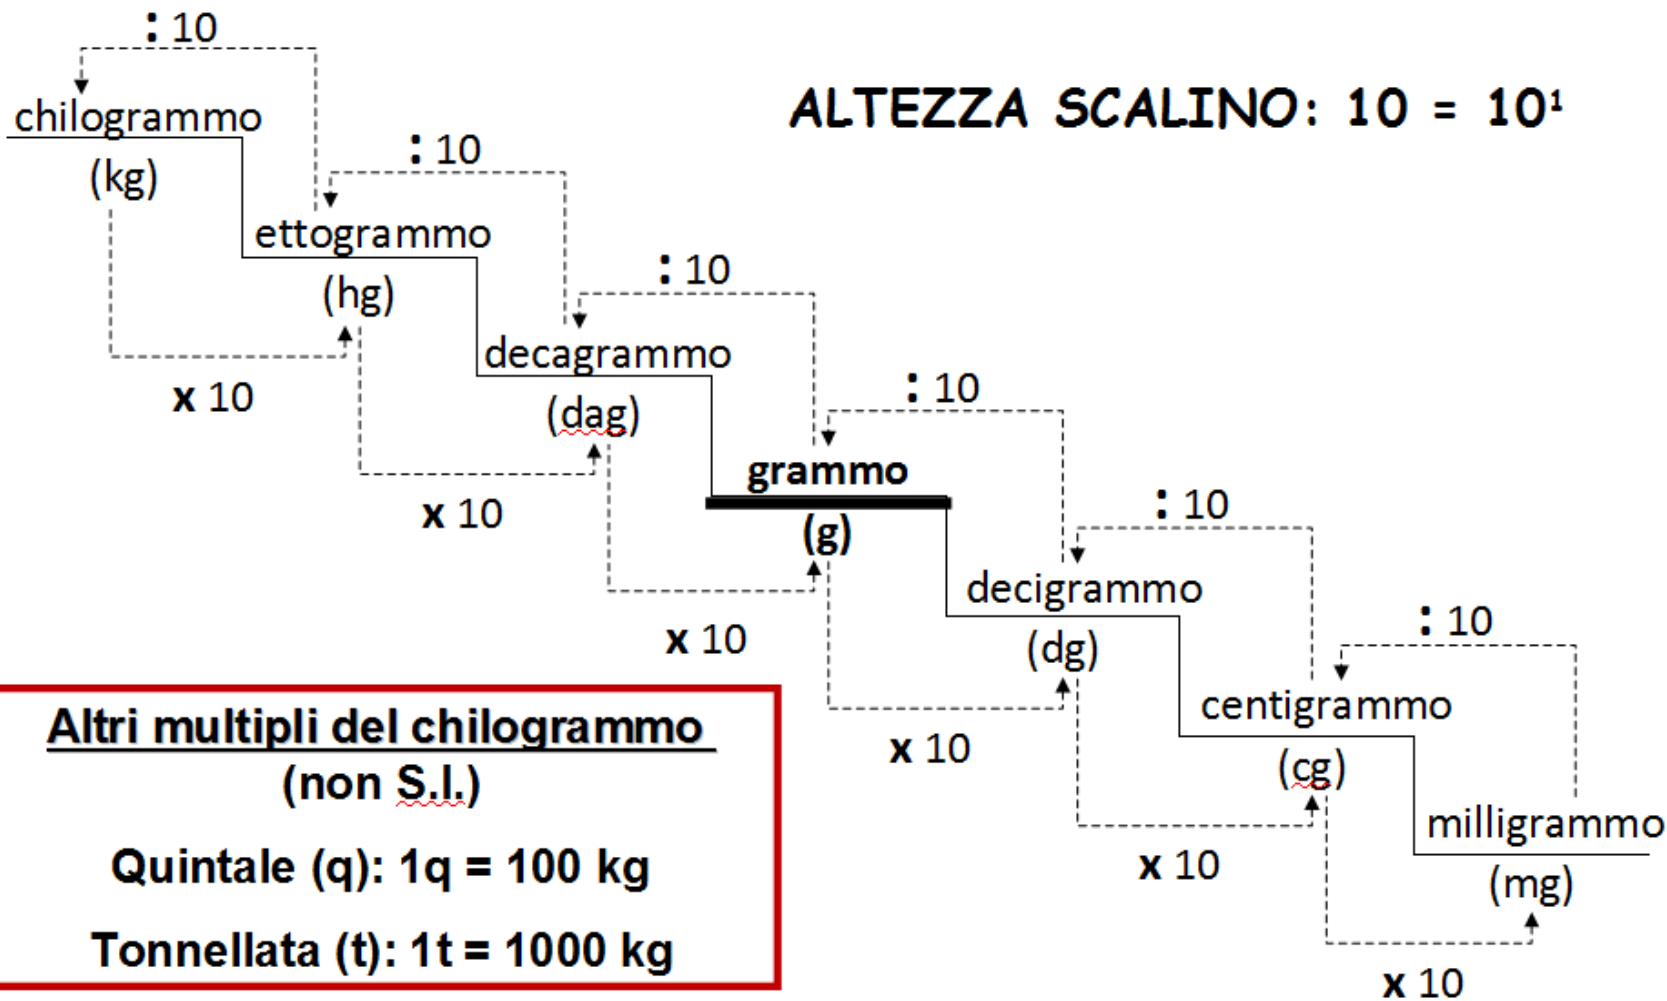 : 10
ALTEZZA SCALINO: 10 = 10¹
chilogrammo
(kg)
: 10
ettogrammo
(hg)
: 10
x 10
decagrammo
(dag)
: 10
x 10
grammo
(g)
: 10
x 10
decigrammo
(dg)
: 10
x 10
centigrammo
(cg)
x 10
milligrammo
(mg)
x 10
Altri multipli del chilogrammo
(non S.I.)
Quintale (q): 1q = 100 kg
Tonnellata (t): 1t = 1000 kg